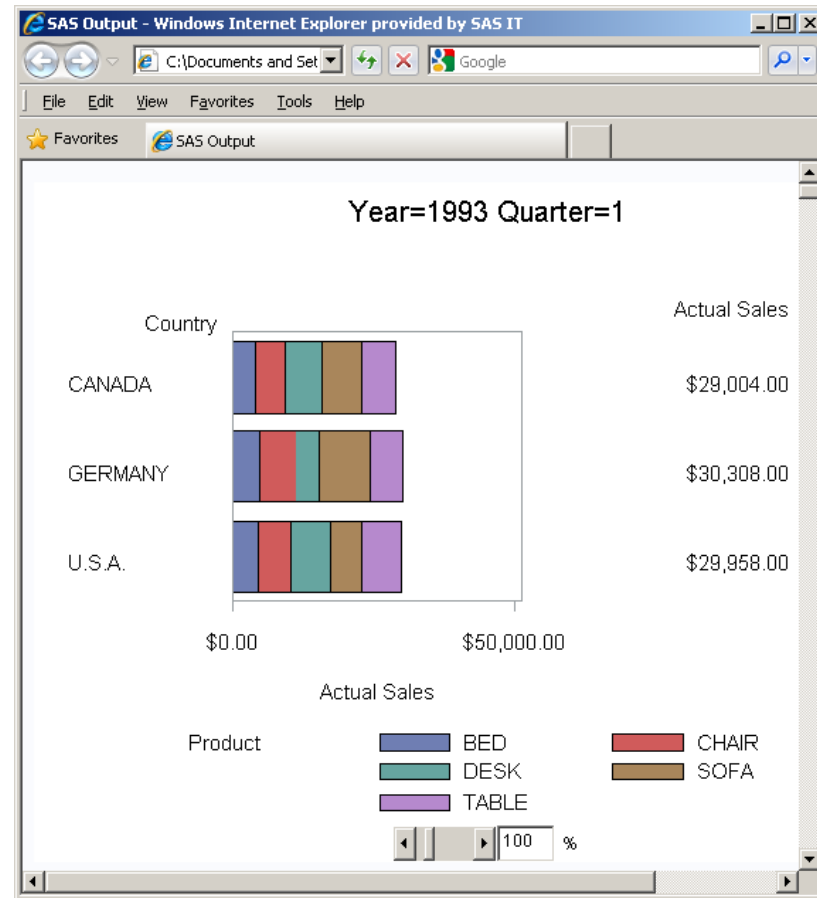 SAS Output - Windows Internet Explorer provided by SAS IT
C:\Documents and Set
Google
File Edit View Favorites Tools Help
Favorites SAS Output
Year=1993 Quarter=1
Country Actual Sales
CANADA $29,004.00
GERMANY $30,308.00
U.S.A. $29,958.00
$0.00 $50,000.00
Actual Sales
Product BED CHAIR
DESK SOFA
TABLE
100 %